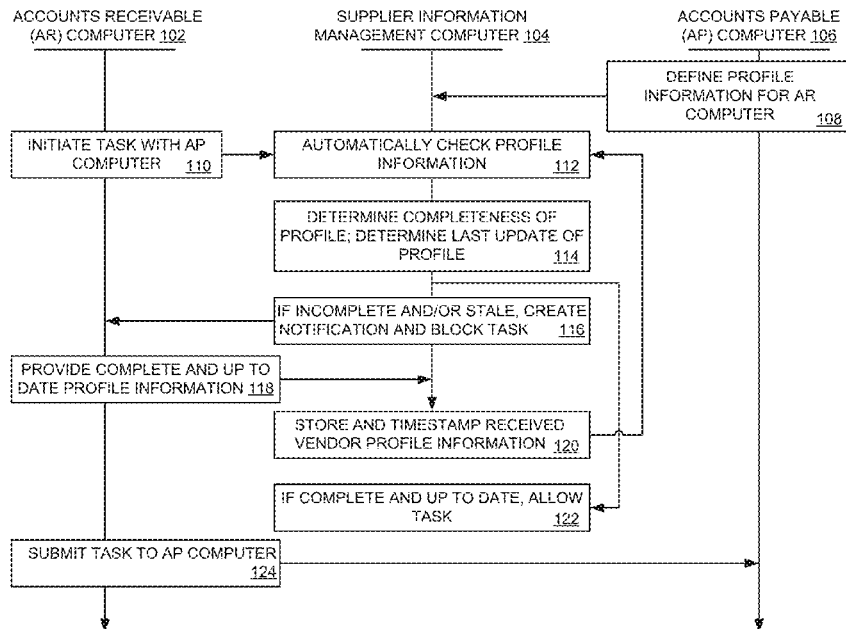 ACCOUNTS RECEIVABLE
(AR) COMPUTER 102
SUPPLIER INFORMATION
MANAGEMENT COMPUTER 104
ACCOUNTS PAYABLE
(AP) COMPUTER 106
DEFINE PROFILE
INFORMATION FOR AR
COMPUTER 108
INITIATE TASK WITH AP
COMPUTER 110
AUTOMATICALLY CHECK PROFILE
INFORMATION 112
DETERMINE COMPLETENESS OF
PROFILE; DETERMINE LAST UPDATE OF
PROFILE 114
IF INCOMPLETE AND/OR STALE, CREATE
NOTIFICATION AND BLOCK TASK 116
PROVIDE COMPLETE AND UP TO
DATE PROFILE INFORMATION 118
STORE AND TIMESTAMP RECEIVED
VENDOR PROFILE INFORMATION 120
IF COMPLETE AND UP TO DATE, ALLOW
TASK 122
SUBMIT TASK TO AP COMPUTER
124